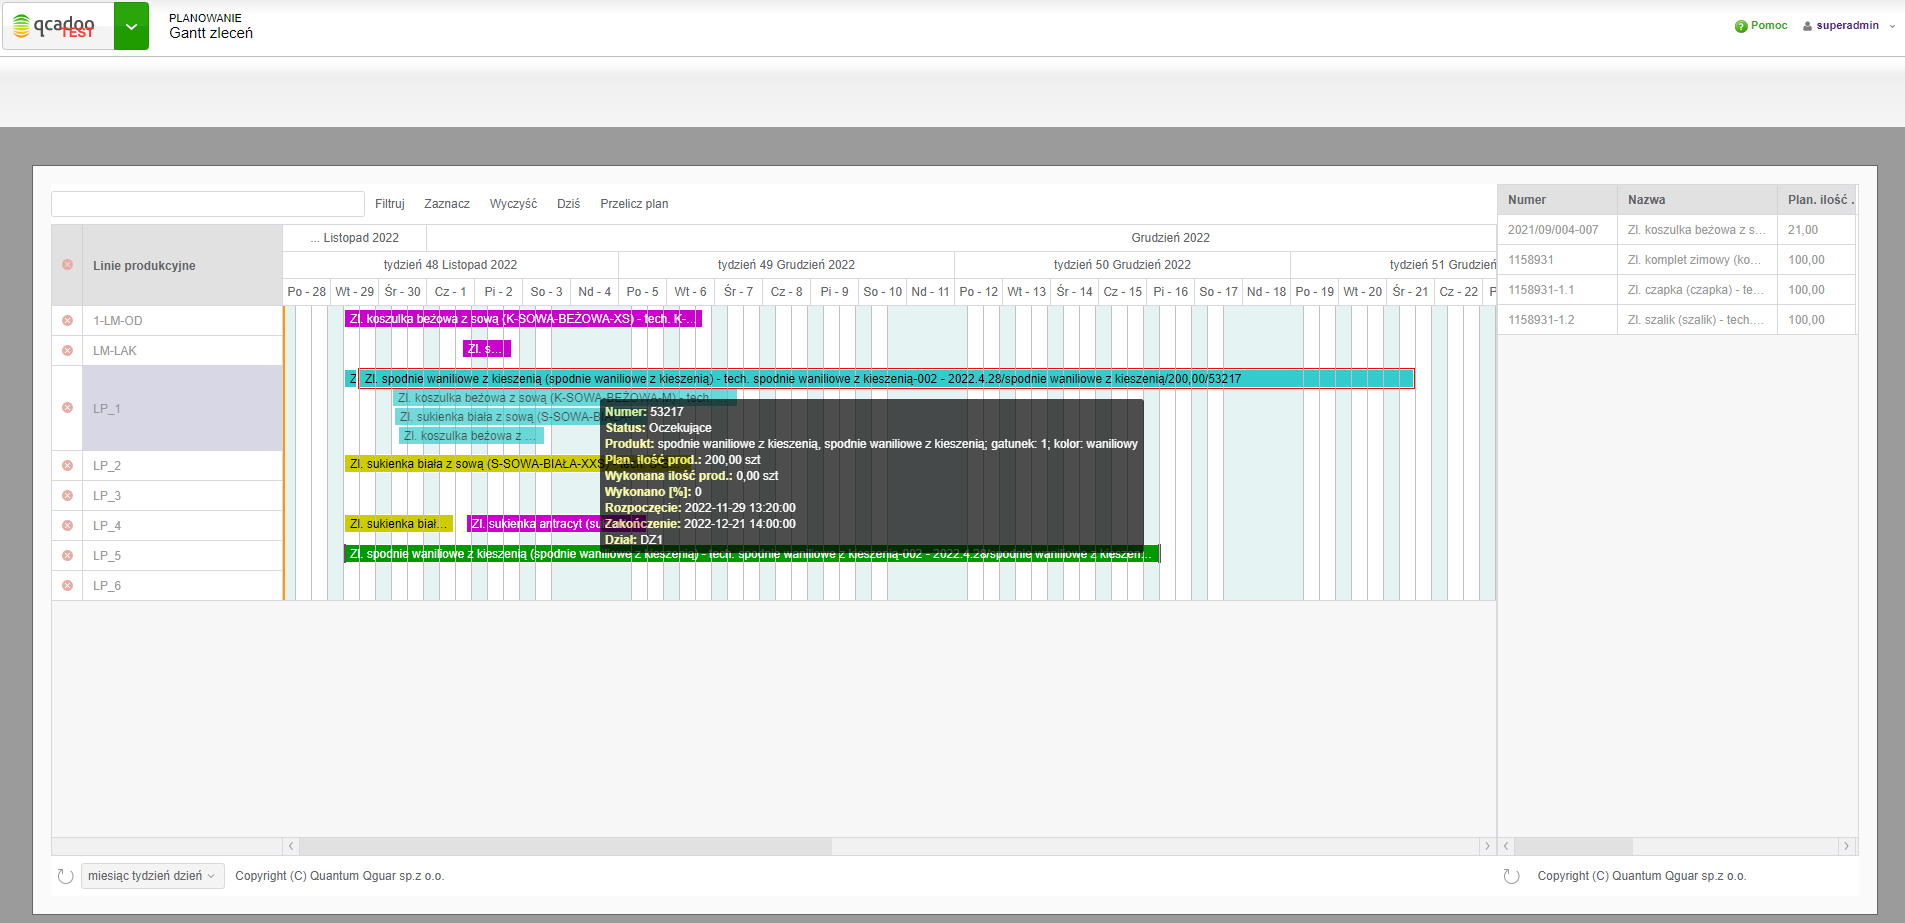 qcadoo
TEST
PLANOWANIE
Gantt zleceń
Pomoc
superadmin
Filtruj
Zaznacz
Wyczyść
Dziś
Przelicz plan
Numer
Nazwa
Plan. ilość .
2021/09/004-007
Zl. koszulka beżowa z s...
21,00
1158931
Zl. komplet zimowy (ko...
100,00
1158931-1.1
Zl. czapka (czapka) - te...
100,00
1158931-1.2
Zl. szalik (szalik) - tech....
100,00
Linie produkcyjne
... Listopad 2022
Grudzień 2022
tydzień 48 Listopad 2022
tydzień 49 Grudzień 2022
tydzień 50 Grudzień 2022
tydzień 51 Grudzień
Po - 28
Wt - 29
Śr - 30
Cz - 1
Pi - 2
So - 3
Nd - 4
Po - 5
Wt - 6
Śr - 7
Cz - 8
Pi - 9
So - 10
Nd - 11
Po - 12
Wt - 13
Śr - 14
Cz - 15
Pi - 16
So - 17
Nd - 18
Po - 19
Wt - 20
Śr - 21
Cz - 22
P
1-LM-OD
Zl. koszulka beżowa z sową (K-SOWA-BEŻOWA-XS) - tech. K-...
LM-LAK
Zl. s...
LP_1
Z
Zl. spodnie waniliowe z kieszenią (spodnie waniliowe z kieszenią) - tech. spodnie waniliowe z kieszenią-002 - 2022.4.28/spodnie waniliowe z kieszenią/200,00/53217
Zl. koszulka beżowa z sową (K-SOWA-BEŻOWA-M) - tech.
Zl. sukienka biała z sową (S-SOWA-B
Zl. koszulka beżowa z ...
Numer: 53217
Status: Oczekujące
Produkt: spodnie waniliowe z kieszenią, spodnie waniliowe z kieszenią; gatunek: 1; kolor: waniliowy
Plan. ilość prod.: 200,00 szt
Wykonana ilość prod.: 0,00 szt
Wykonano [%]: 0
Rozpoczęcie: 2022-11-29 13:20:00
Zakończenie: 2022-12-21 14:00:00
Dział: DZ1
LP_2
Zl. sukienka biała z sową (S-SOWA-BIAŁA-XXS) - tech. S-a...
LP_3
LP_4
Zl. sukienka biał...
Zl. sukienka antracyt (su
LP_5
Zl. spodnie waniliowe z kieszenią (spodnie waniliowe z kieszenią) - tech. spodnie waniliowe z kieszenią-002 - 2022.4.28/spodnie waniliowe z kieszeń...
LP_6
miesiąc tydzień dzień
Copyright (C) Quantum Qguar sp.z o.o.
Copyright (C) Quantum Qguar sp.z o.o.